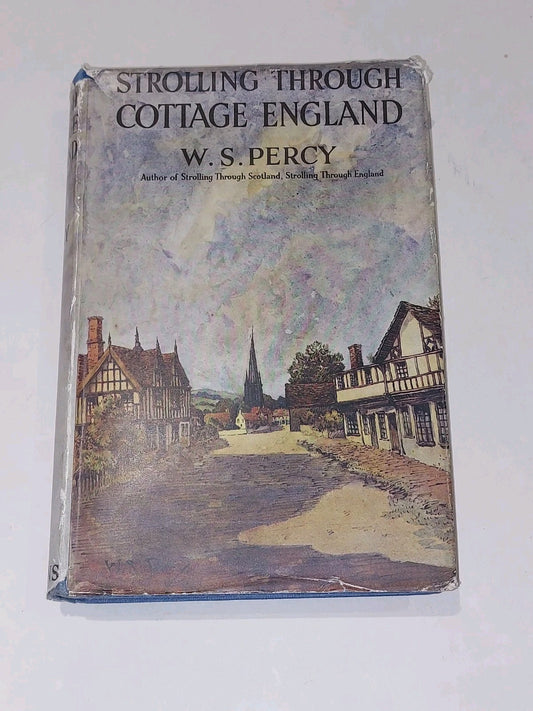 STROLLING THROUGH
COTTAGE ENGLAND
W. S. PERCY
Author of Strolling Through Scotland, Strolling Through England
S